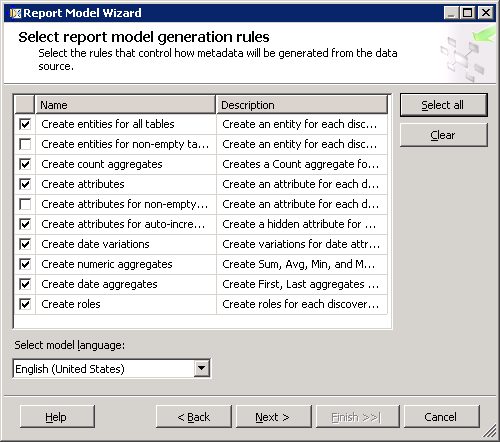 Report Model Wizard
Select report model generation rules
Select the rules that control how metadata will be generated from the data
source.
Name Description
Create entities for all tables Create an entity for each disc...
Create entities for non-empty ta... Create an entity for each disc...
Create count aggregates Creates a Count aggregate fo...
Create attributes Create an attribute for each d...
Create attributes for non-empty... Create an attribute for each d...
Create attributes for auto-incre... Create a hidden attribute for ...
Create date variations Create variations for date attr...
Create numeric aggregates Create Sum, Avg, Min, and M...
Create date aggregates Create First, Last aggregates ...
Create roles Create roles for each discover...
Select all
Clear
Select model language:
English (United States)
Help < Back Next > Finish >>| Cancel